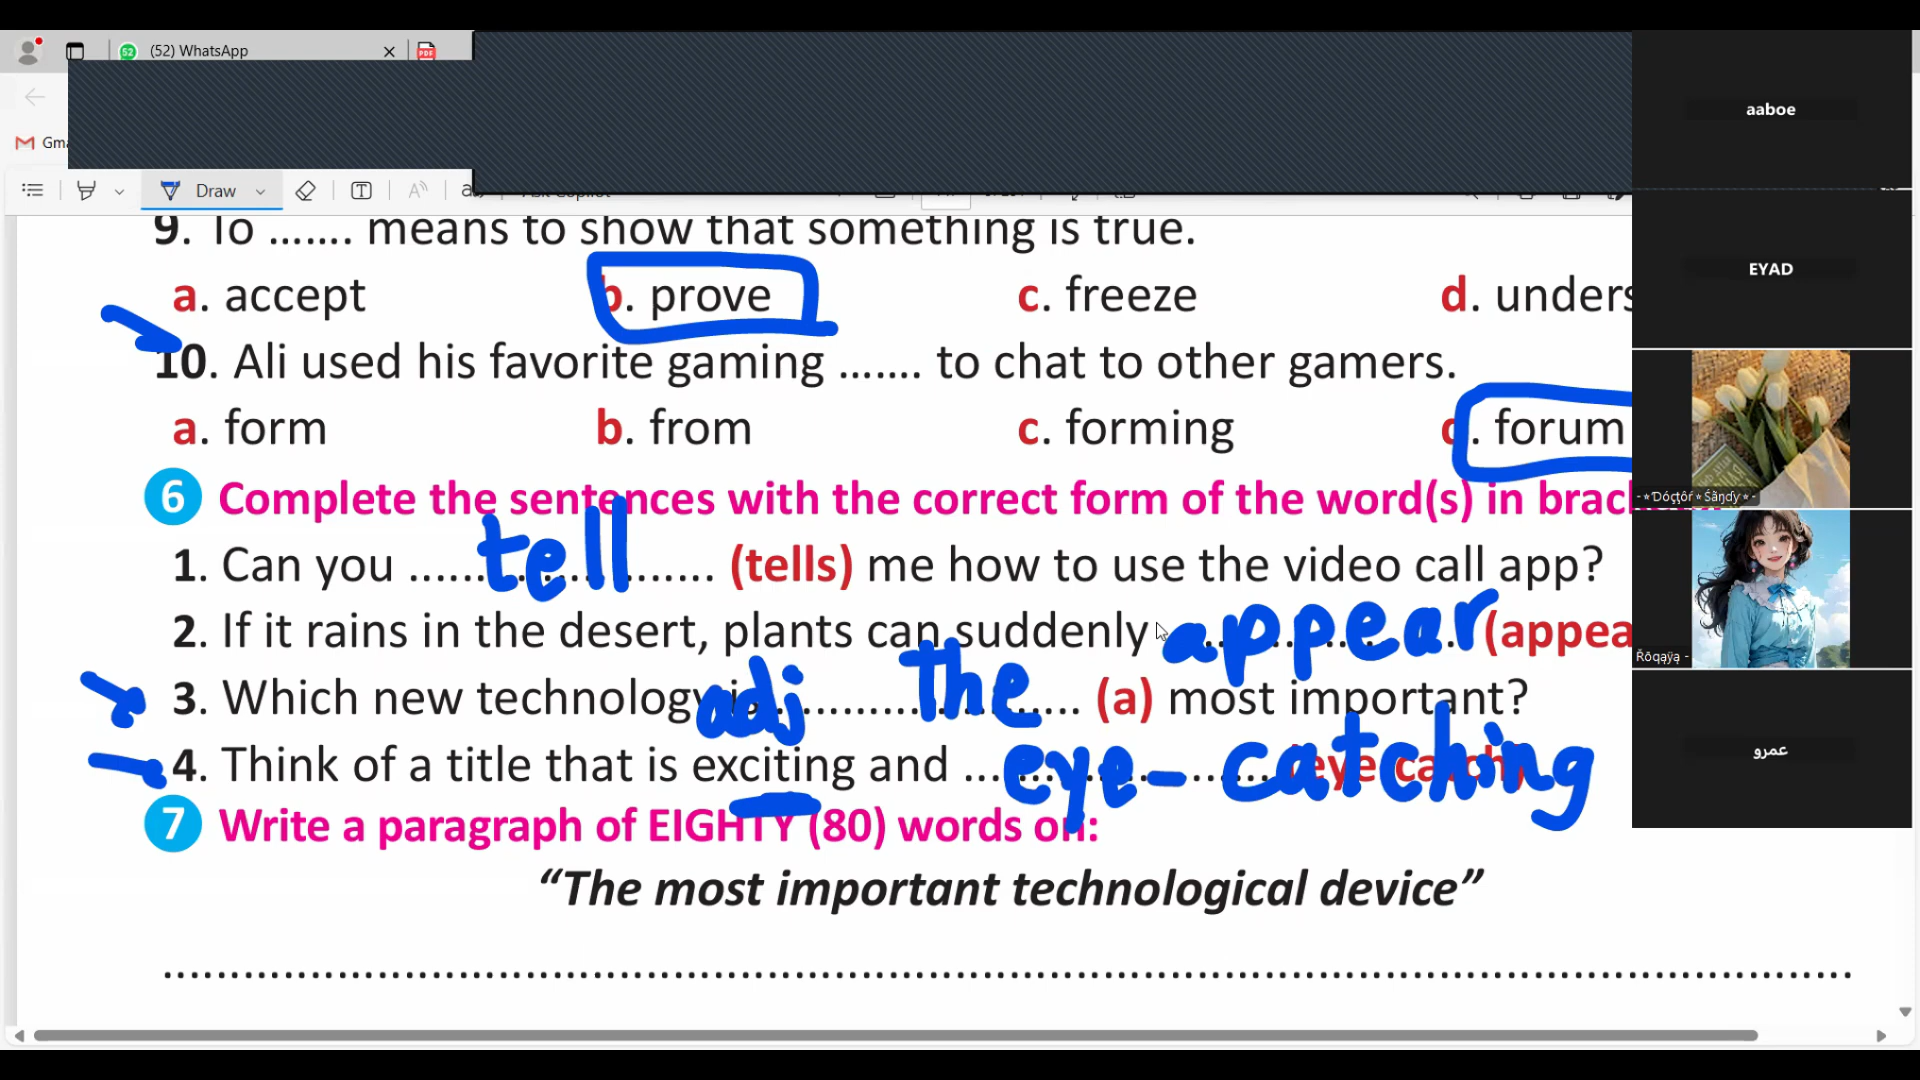 (52) WhatsApp
Draw
9. To ....... means to show that something is true.
a. accept b. prove c. freeze d. unders
10. Ali used his favorite gaming ....... to chat to other gamers.
a. form b. from c. forming d. forum
6 Complete the sentences with the correct form of the word(s) in
tell
1. Can you ........................ (tells) me how to use the video call app?
appear
2. If it rains in the desert, plants can suddenly ........................ (appea
adj the
3. Which new technology is ........................ (a) most important?
eye-catching
4. Think of a title that is exciting and ........................ (eye catch)
7 Write a paragraph of EIGHTY (80) words on:
“The most important technological device”
aaboe
EYAD
عمرو